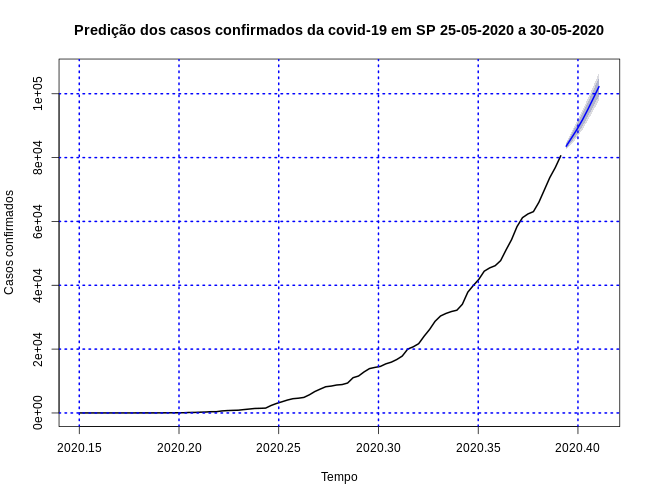 Predição dos casos confirmados da covid-19 em SP 25-05-2020 a 30-05-2020
Casos confirmados
1e+05
8e+04
6e+04
4e+04
2e+04
0e+00
2020.15 2020.20 2020.25 2020.30 2020.35 2020.40
Tempo